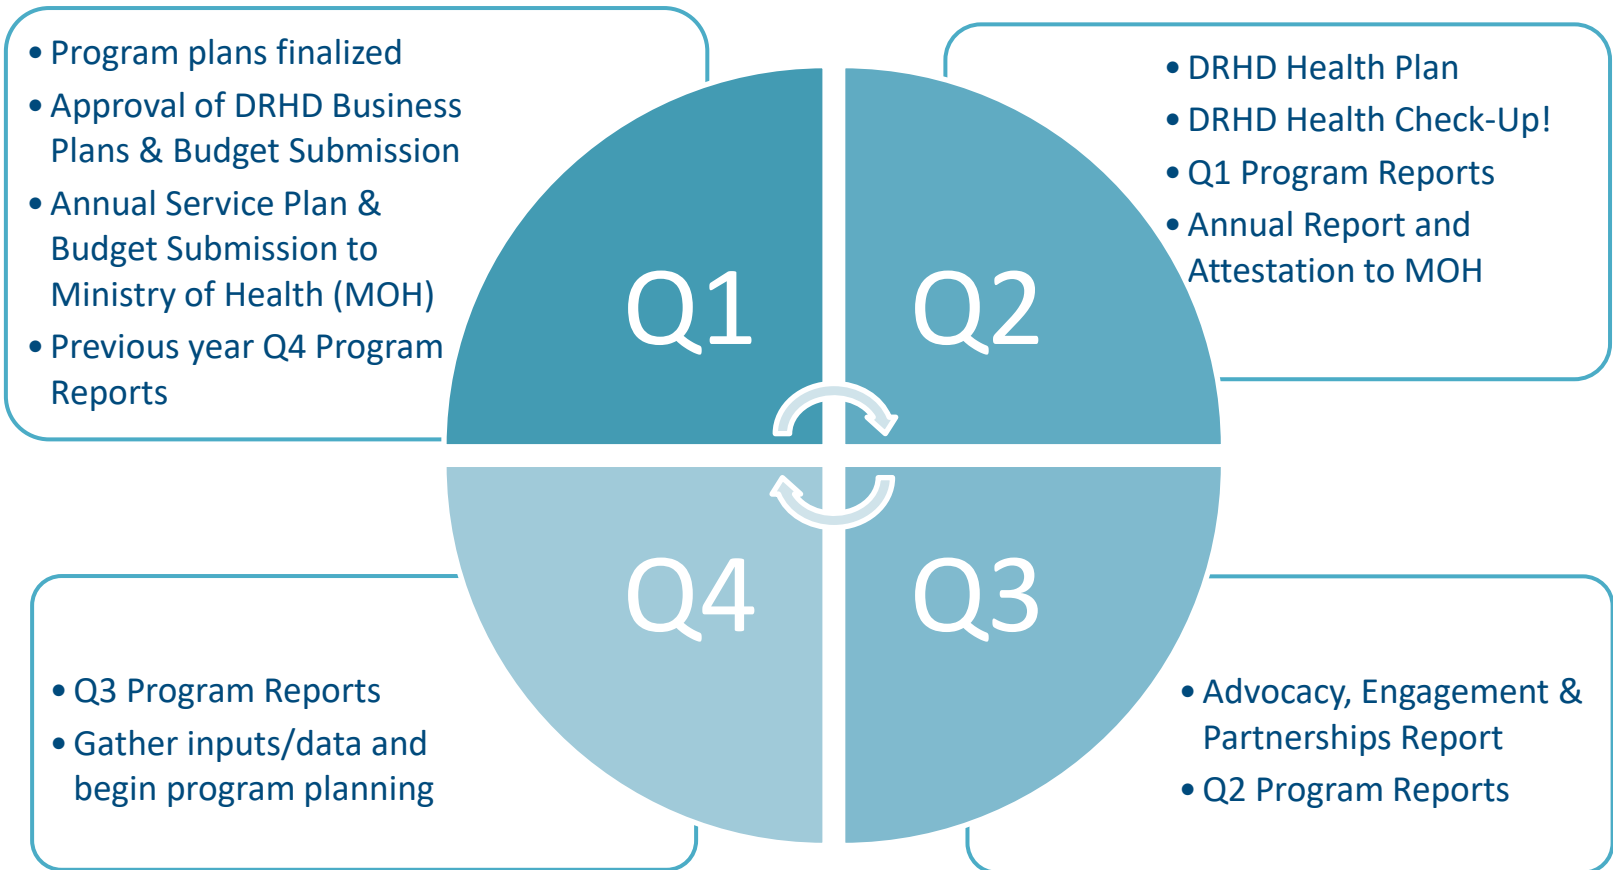 • Program plans finalized
• Approval of DRHD Business
Plans & Budget Submission
• Annual Service Plan &
Budget Submission to
Ministry of Health (MOH)
• Previous year Q4 Program
Reports
Q1
• DRHD Health Plan
• DRHD Health Check-Up!
• Q1 Program Reports
• Annual Report and
Attestation to MOH
Q2
• Q3 Program Reports
• Gather inputs/data and
begin program planning
Q4
• Advocacy, Engagement &
Partnerships Report
• Q2 Program Reports
Q3